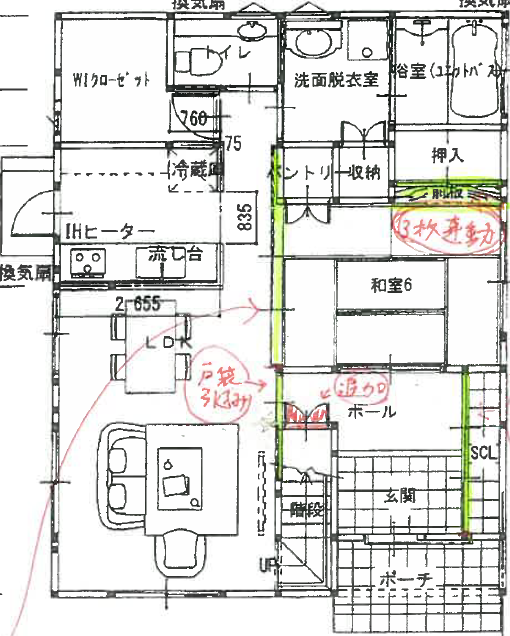 換気扇
換気扇
トイレ
WIクローゼット
洗面脱衣室
浴室(ユニットバス)
760
75
冷蔵庫
パントリー
収納
押入
前板
3枚連動
835
IHヒーター
流し台
換気扇
和室6
2,655
LDK
戸袋
引込み
追加
ホール
SCL
玄関
階段
UP
ポーチ